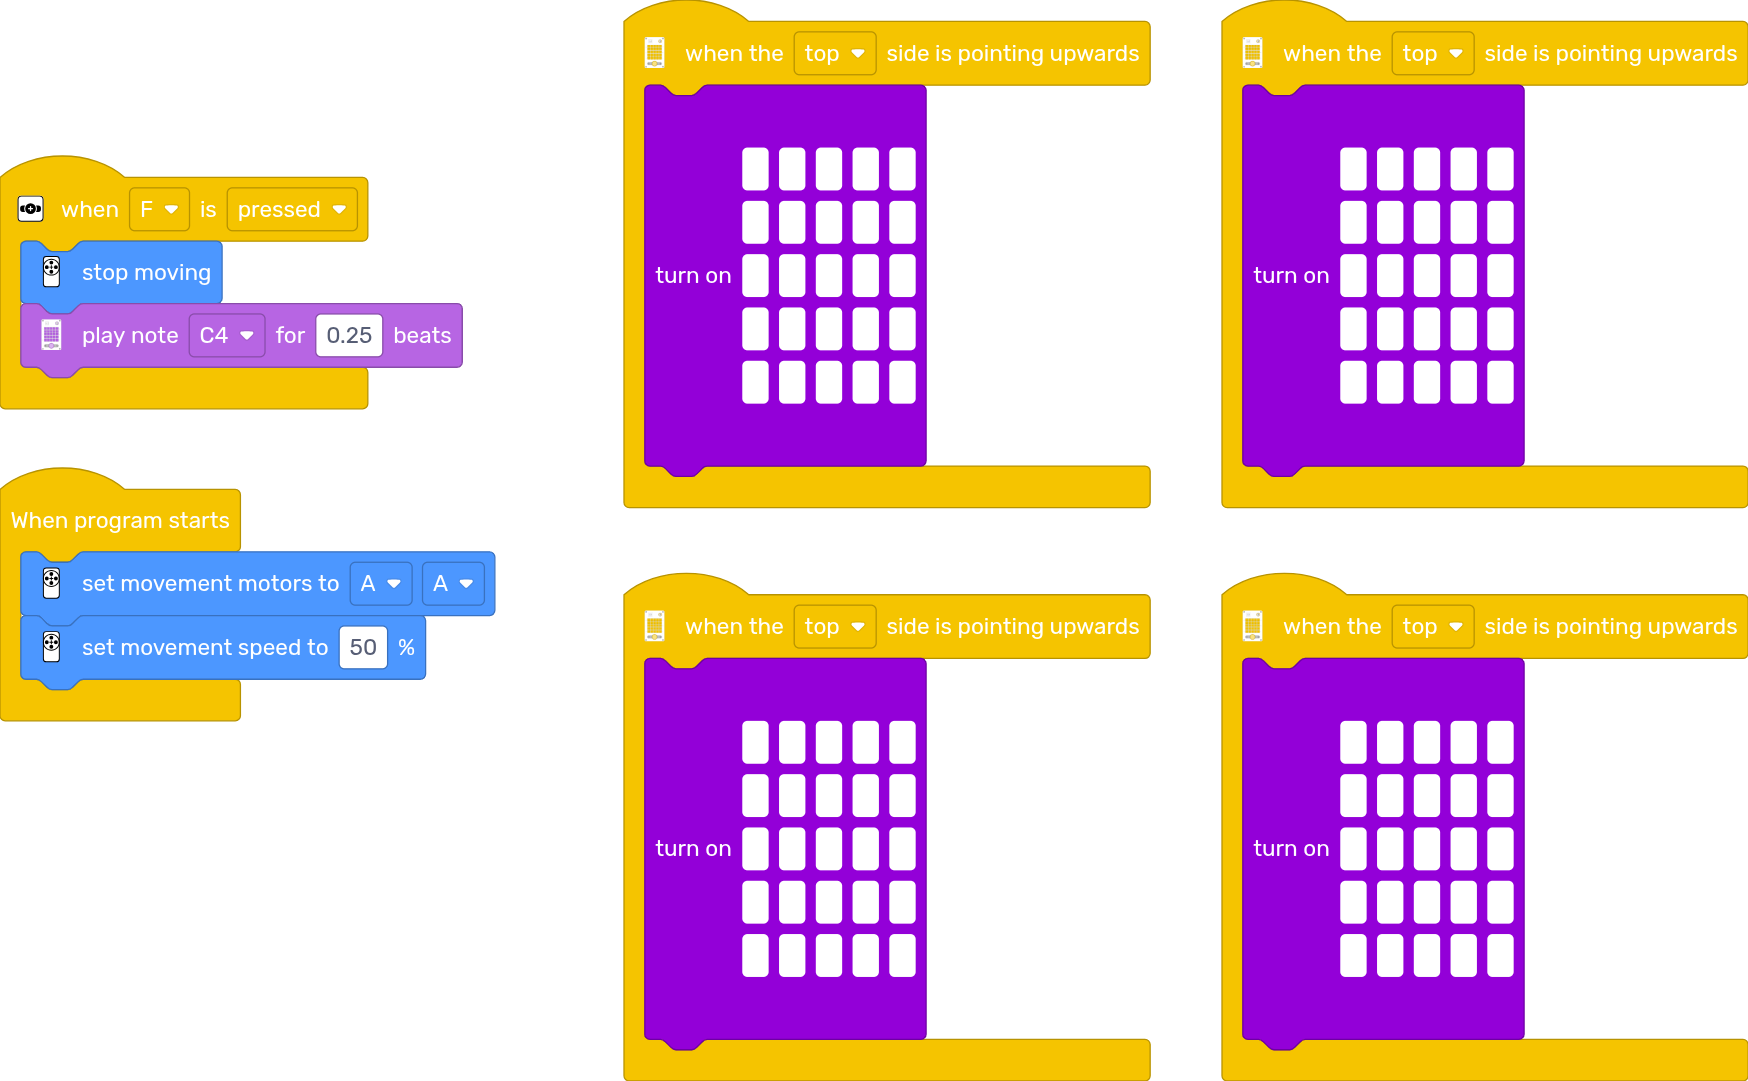 when F is pressed
stop moving
play note C4 for 0.25 beats
When program starts
set movement motors to A A
set movement speed to 50 %
when the top side is pointing upwards
turn on
when the top side is pointing upwards
turn on
when the top side is pointing upwards
turn on
when the top side is pointing upwards
turn on